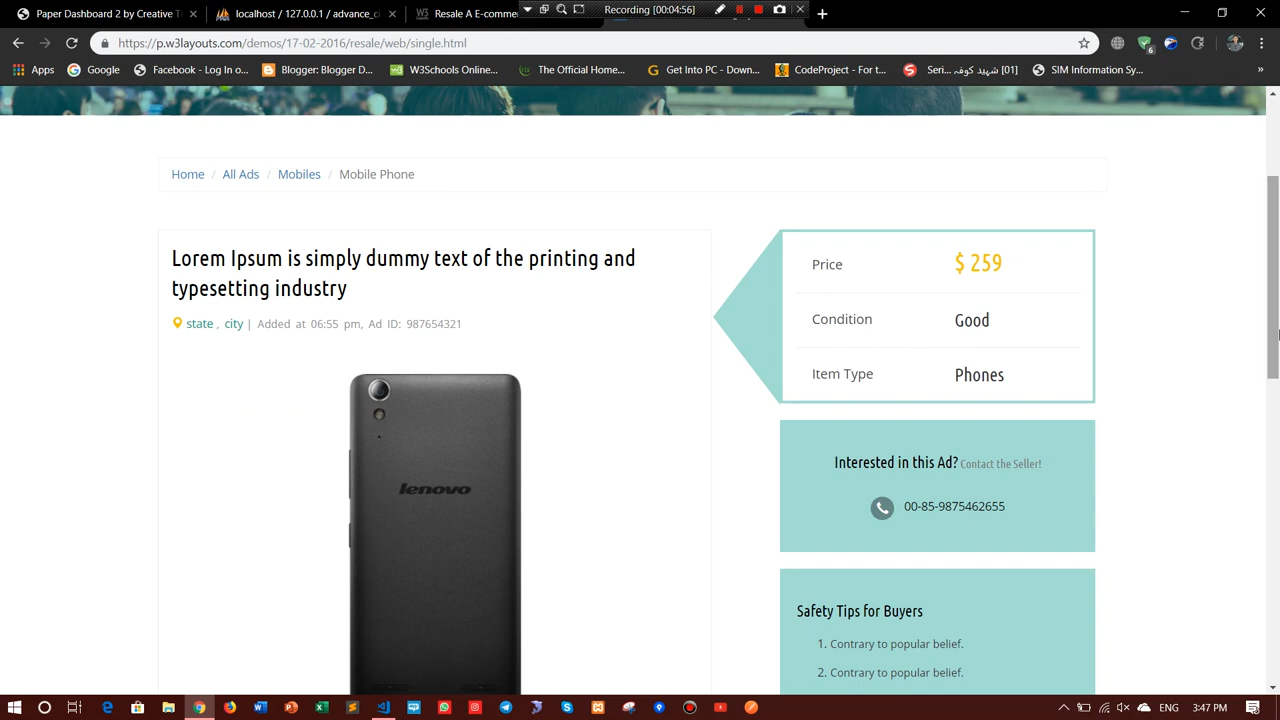 Paper Dashboard 2 by Creative T
localhost / 127.0.0.1 / advance_c
W3 Resale A E-comme
Recording [00:04:56]
https://p.w3layouts.com/demos/17-02-2016/resale/web/single.html
Apps
Google
Facebook - Log In o...
Blogger: Blogger D...
W3Schools Online...
The Official Home...
Get Into PC - Down...
CodeProject - For t...
Seri... شہید کوفہ [01]
SIM Information Sy...
Home / All Ads / Mobiles / Mobile Phone
Lorem Ipsum is simply dummy text of the printing and
typesetting industry
state , city | Added at 06:55 pm, Ad ID: 987654321
lenovo
Price $ 259
Condition Good
Item Type Phones
Interested in this Ad? Contact the Seller!
00-85-9875462655
Safety Tips for Buyers
1. Contrary to popular belief.
2. Contrary to popular belief.
ENG 3:47 PM